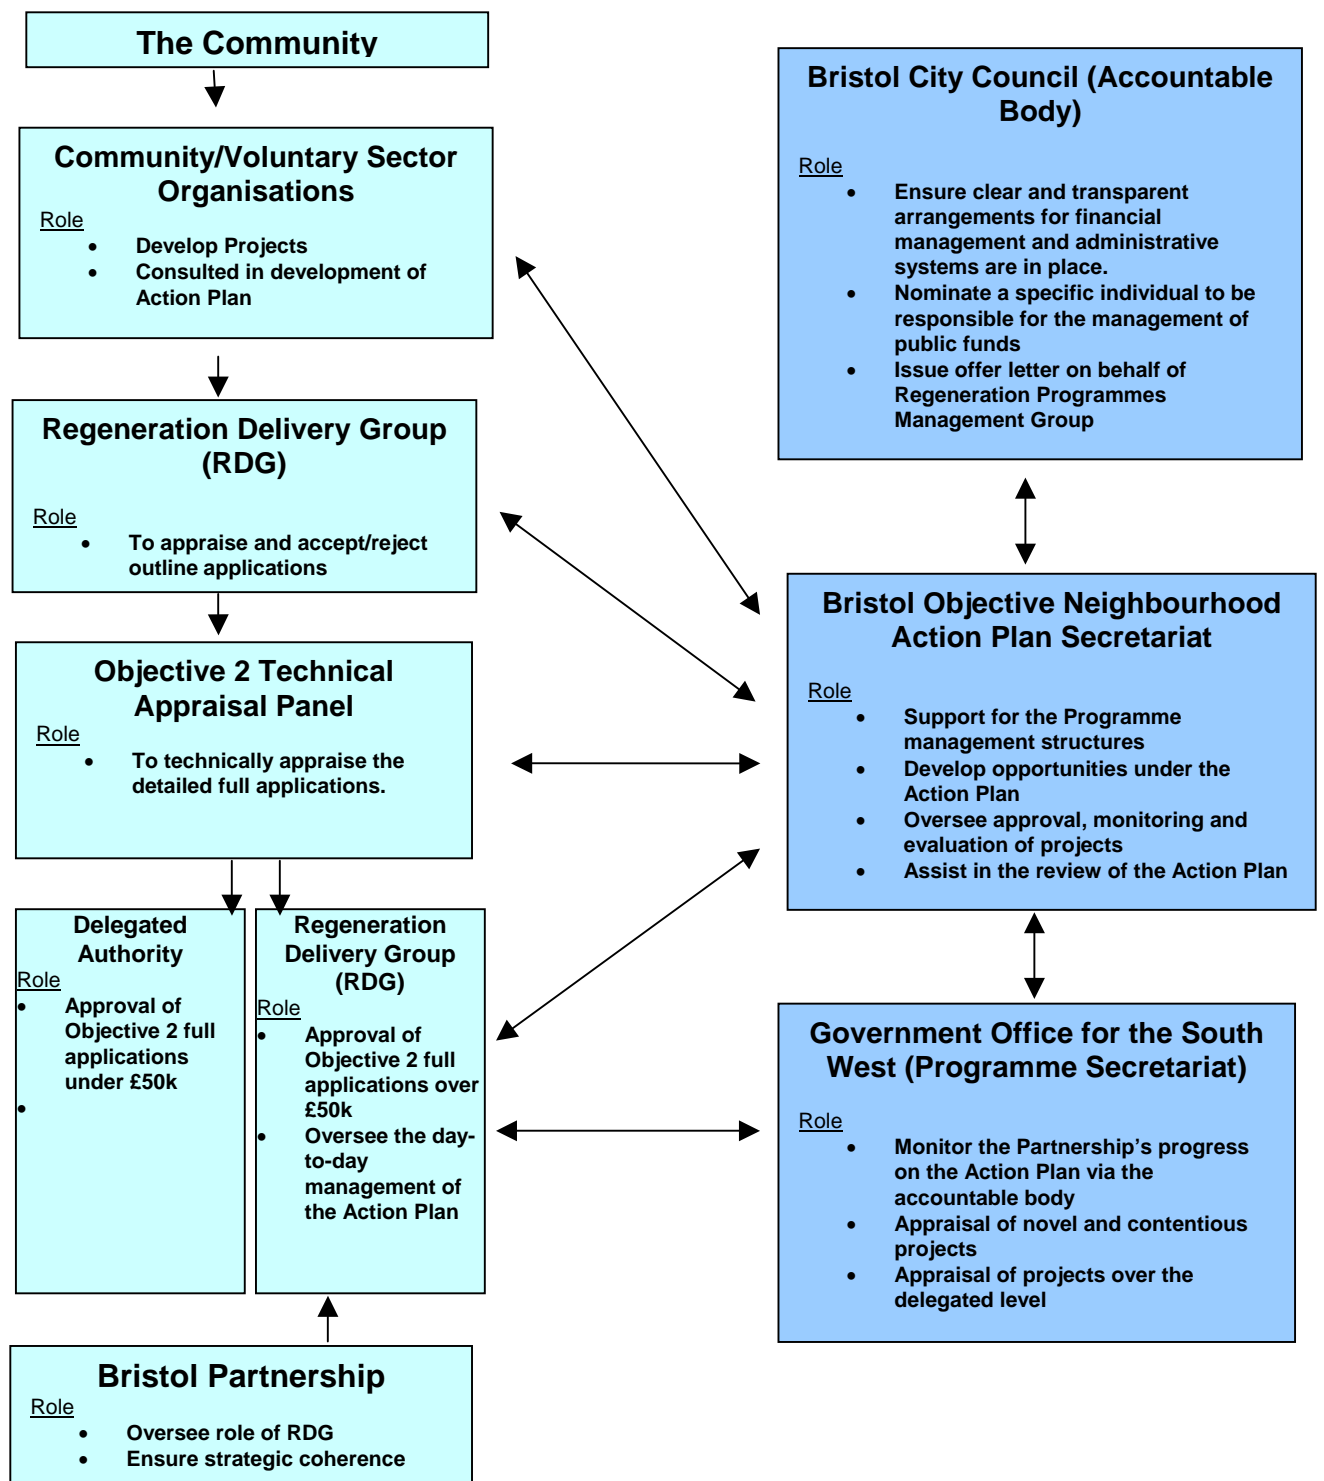 The Community
Community/Voluntary Sector
Organisations
Role
• Develop Projects
• Consulted in development of
Action Plan
Regeneration Delivery Group
(RDG)
Role
• To appraise and accept/reject
outline applications
Objective 2 Technical
Appraisal Panel
Role
• To technically appraise the
detailed full applications.
Delegated
Authority
Role
• Approval of
Objective 2 full
applications
under £50k
•
Regeneration
Delivery Group
(RDG)
Role
• Approval of
Objective 2 full
applications over
£50k
• Oversee the day-
to-day
management of
the Action Plan
Bristol Partnership
Role
• Oversee role of RDG
• Ensure strategic coherence
Bristol City Council (Accountable
Body)
Role
• Ensure clear and transparent
arrangements for financial
management and administrative
systems are in place.
• Nominate a specific individual to be
responsible for the management of
public funds
• Issue offer letter on behalf of
Regeneration Programmes
Management Group
Bristol Objective Neighbourhood
Action Plan Secretariat
Role
• Support for the Programme
management structures
• Develop opportunities under the
Action Plan
• Oversee approval, monitoring and
evaluation of projects
• Assist in the review of the Action Plan
Government Office for the South
West (Programme Secretariat)
Role
• Monitor the Partnership’s progress
on the Action Plan via the
accountable body
• Appraisal of novel and contentious
projects
• Appraisal of projects over the
delegated level